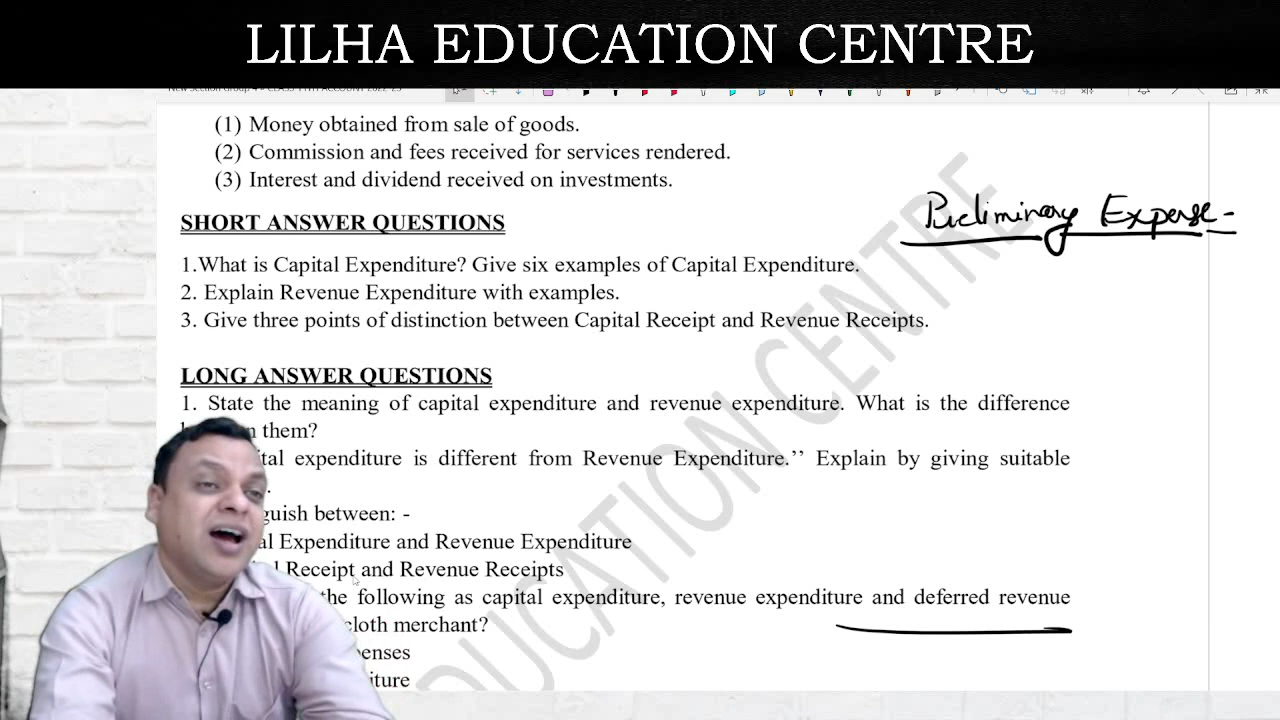 LILHA EDUCATION CENTRE
(1) Money obtained from sale of goods.
(2) Commission and fees received for services rendered.
(3) Interest and dividend received on investments.
Preliminary Expense -
SHORT ANSWER QUESTIONS
1.What is Capital Expenditure? Give six examples of Capital Expenditure.
2. Explain Revenue Expenditure with examples.
3. Give three points of distinction between Capital Receipt and Revenue Receipts.
LONG ANSWER QUESTIONS
1. State the meaning of capital expenditure and revenue expenditure. What is the difference
them?
expenditure is different from Revenue Expenditure.’’ Explain by giving suitable
between: -
Expenditure and Revenue Expenditure
Receipt and Revenue Receipts
the following as capital expenditure, revenue expenditure and deferred revenue
cloth merchant?
EDUCATION CENTRE